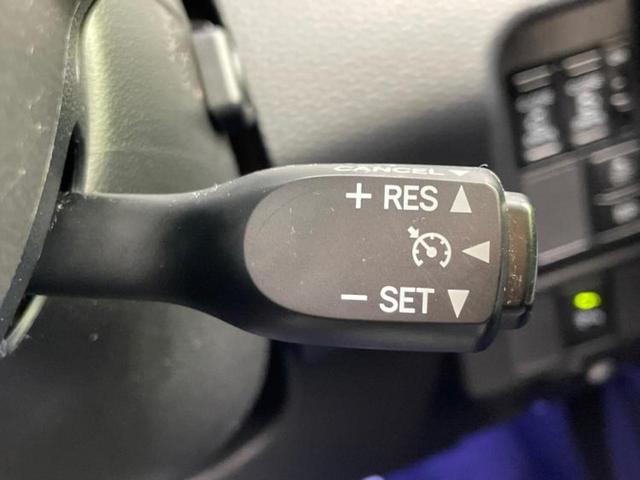 CANCEL ▼
+ RES ▲
◀
− SET ▼